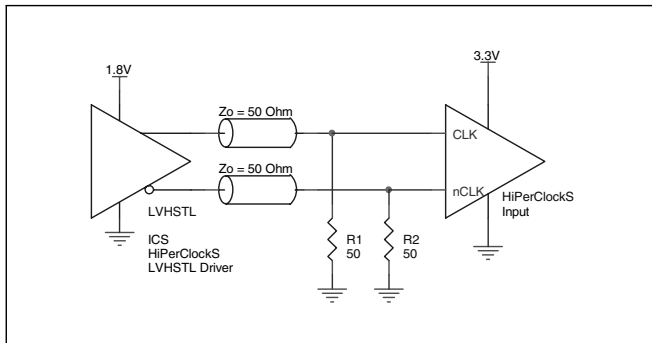 1.8V
3.3V
Zo = 50 Ohm
CLK
Zo = 50 Ohm
nCLK
HiPerClockS
Input
LVHSTL
ICS
HiPerClockS
LVHSTL Driver
R1
50
R2
50